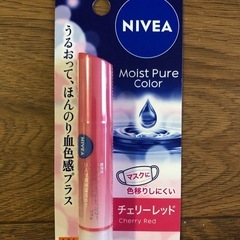 NIVEA
Moist Pure
Color
うるおって、ほんのり血色感プラス
NIVEA
マスクに
色移りしにくい
チェリーレッド
Cherry Red